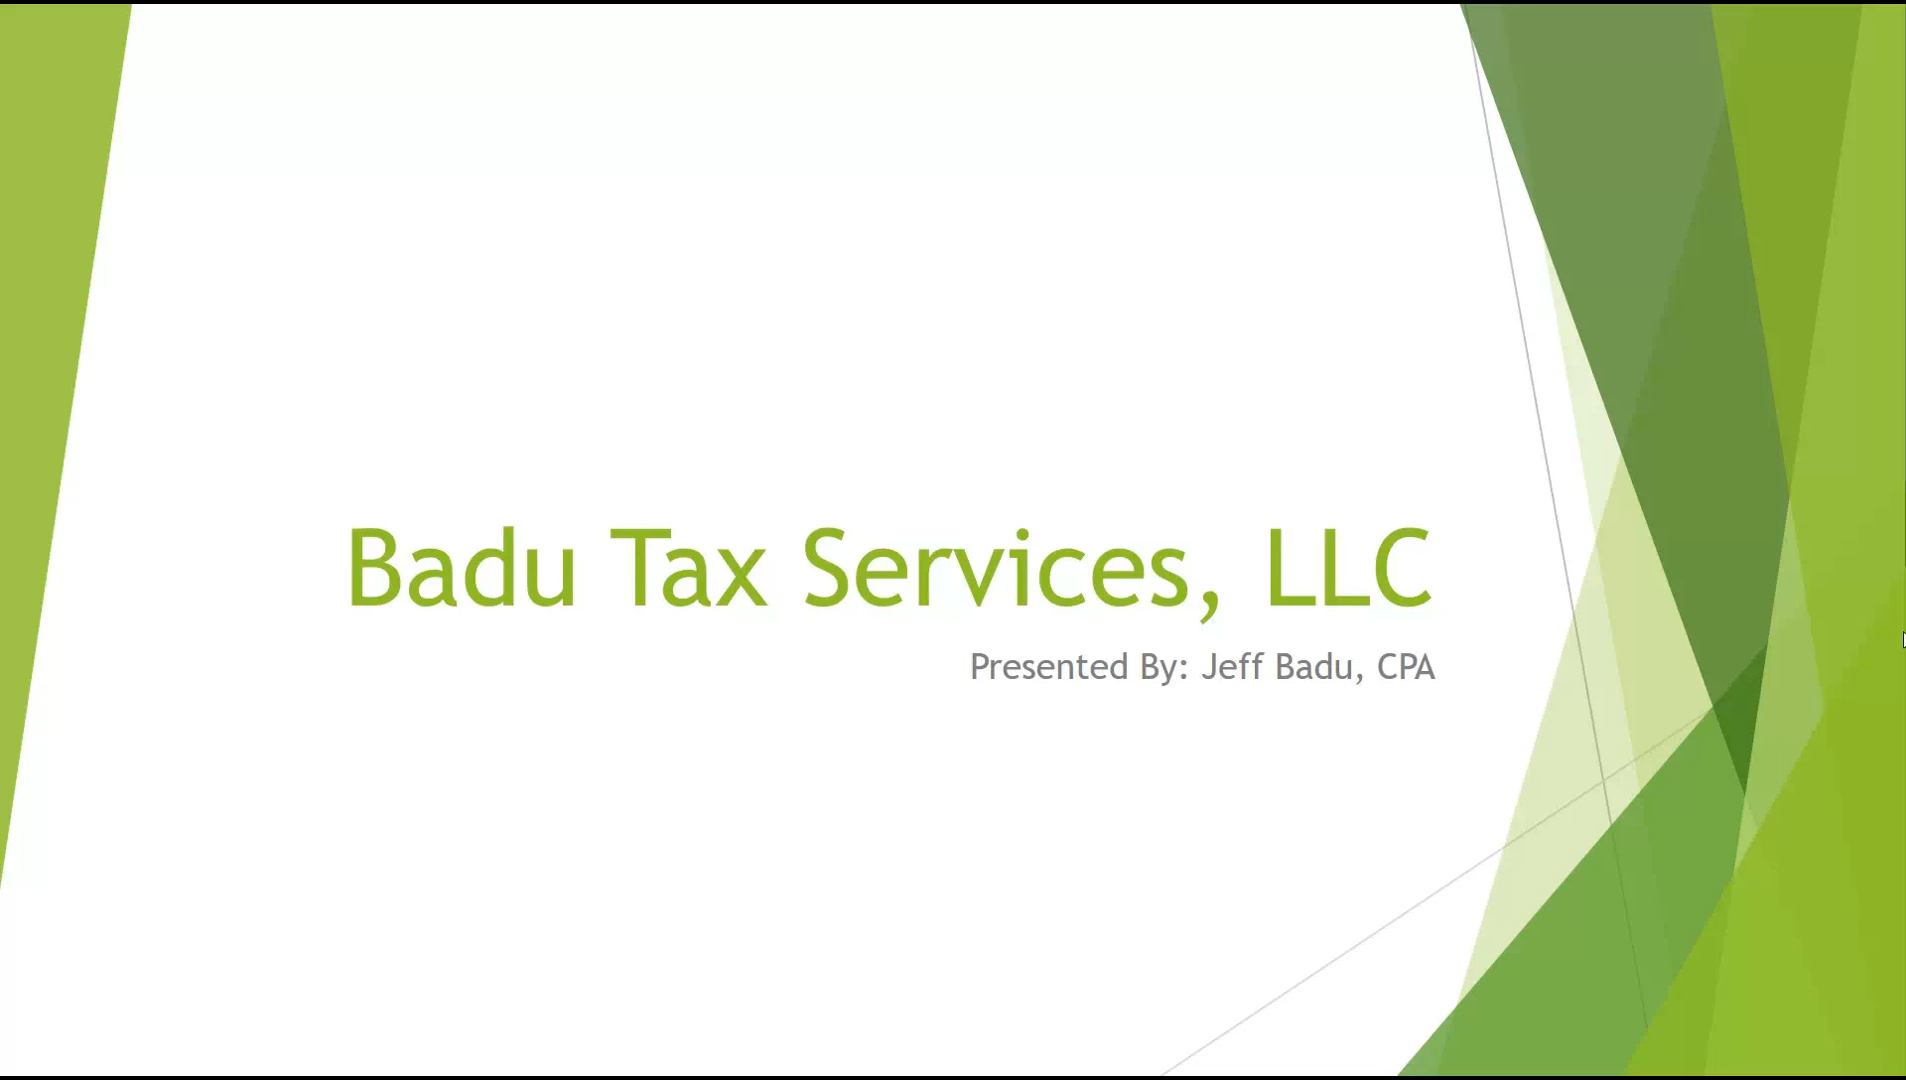 Badu Tax Services, LLC
Presented By: Jeff Badu, CPA